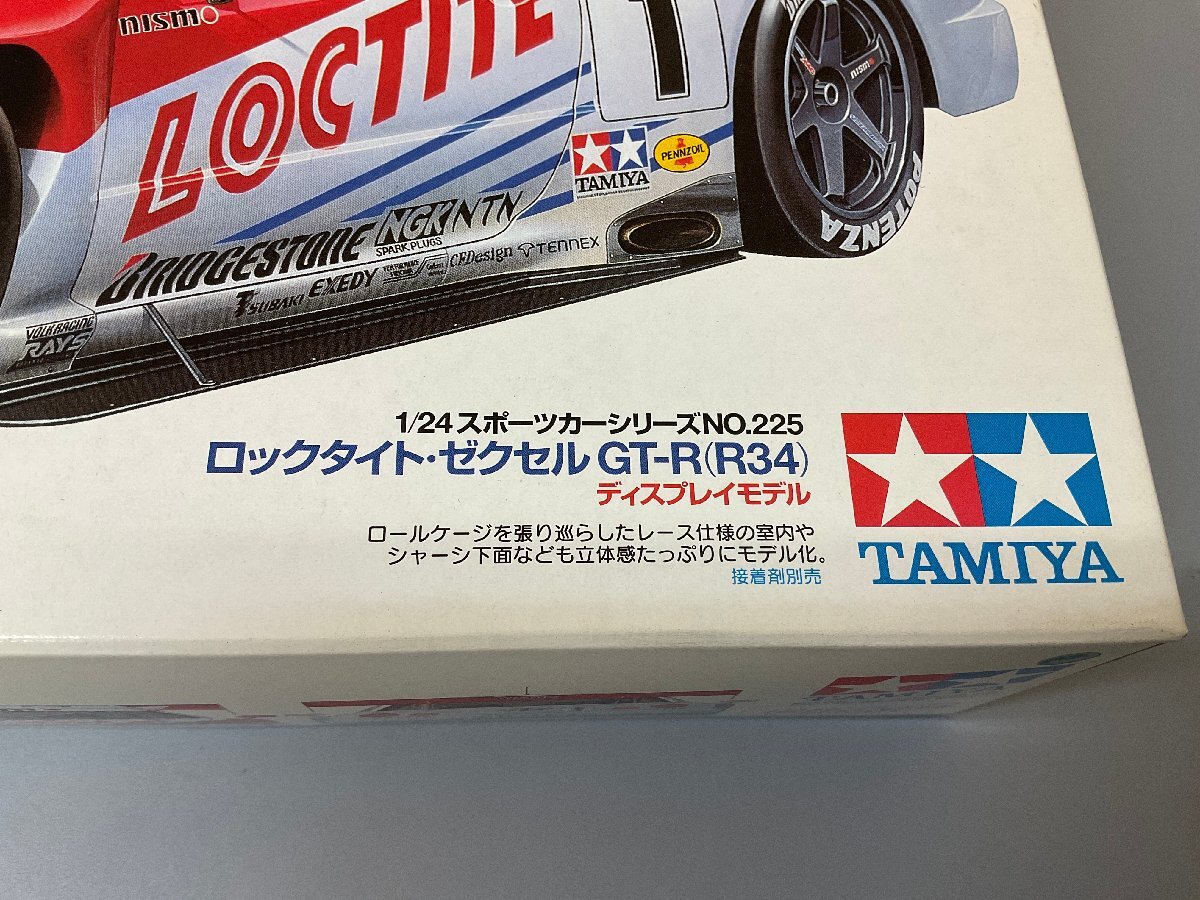 nismo
LOCTITE
1
nismo
POTENZA
TAMIYA
PENNZOIL
BRIDGESTONE
NGK
SPARK PLUGS
NTN
TSUBAKI
EXEDY
CFDesign
TENNEX
VOLK RACING
RAYS
1/24スポーツカーシリーズNO.225
ロックタイト・ゼクセル GT-R(R34)
ディスプレイモデル
ロールケージを張り巡らしたレース仕様の室内や
シャーシ下面なども立体感たっぷりにモデル化。
接着剤別売
TAMIYA
TAMIYA